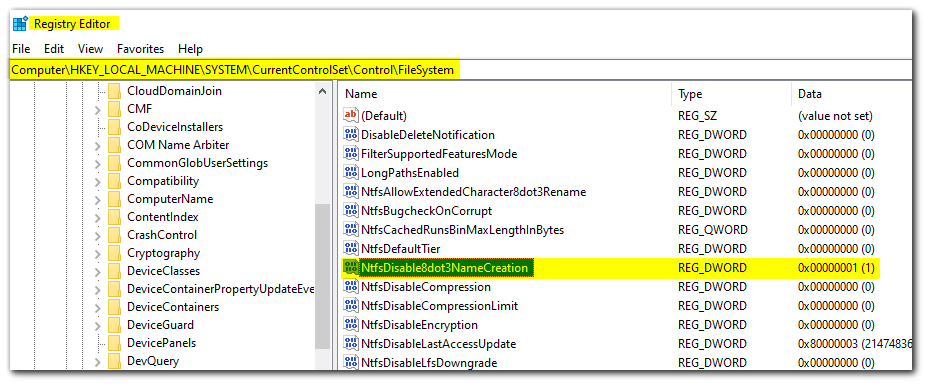 Registry Editor
File Edit View Favorites Help
Computer\HKEY_LOCAL_MACHINE\SYSTEM\CurrentControlSet\Control\FileSystem
CloudDomainJoin
CMF
CoDeviceInstallers
COM Name Arbiter
CommonGlobUserSettings
Compatibility
ComputerName
ContentIndex
CrashControl
Cryptography
DeviceClasses
DeviceContainerPropertyUpdateEve
DeviceContainers
DeviceGuard
DevicePanels
DevQuery
Name Type Data
(Default) REG_SZ (value not set)
DisableDeleteNotification REG_DWORD 0x00000000 (0)
FilterSupportedFeaturesMode REG_DWORD 0x00000000 (0)
LongPathsEnabled REG_DWORD 0x00000000 (0)
NtfsAllowExtendedCharacter8dot3Rename REG_DWORD 0x00000000 (0)
NtfsBugcheckOnCorrupt REG_DWORD 0x00000000 (0)
NtfsCachedRunsBinMaxLengthInBytes REG_QWORD 0x00000000 (0)
NtfsDefaultTier REG_DWORD 0x00000000 (0)
NtfsDisable8dot3NameCreation REG_DWORD 0x00000001 (1)
NtfsDisableCompression REG_DWORD 0x00000000 (0)
NtfsDisableCompressionLimit REG_DWORD 0x00000000 (0)
NtfsDisableEncryption REG_DWORD 0x00000000 (0)
NtfsDisableLastAccessUpdate REG_DWORD 0x80000003 (21474836
NtfsDisableLfsDowngrade REG_DWORD 0x00000000 (0)